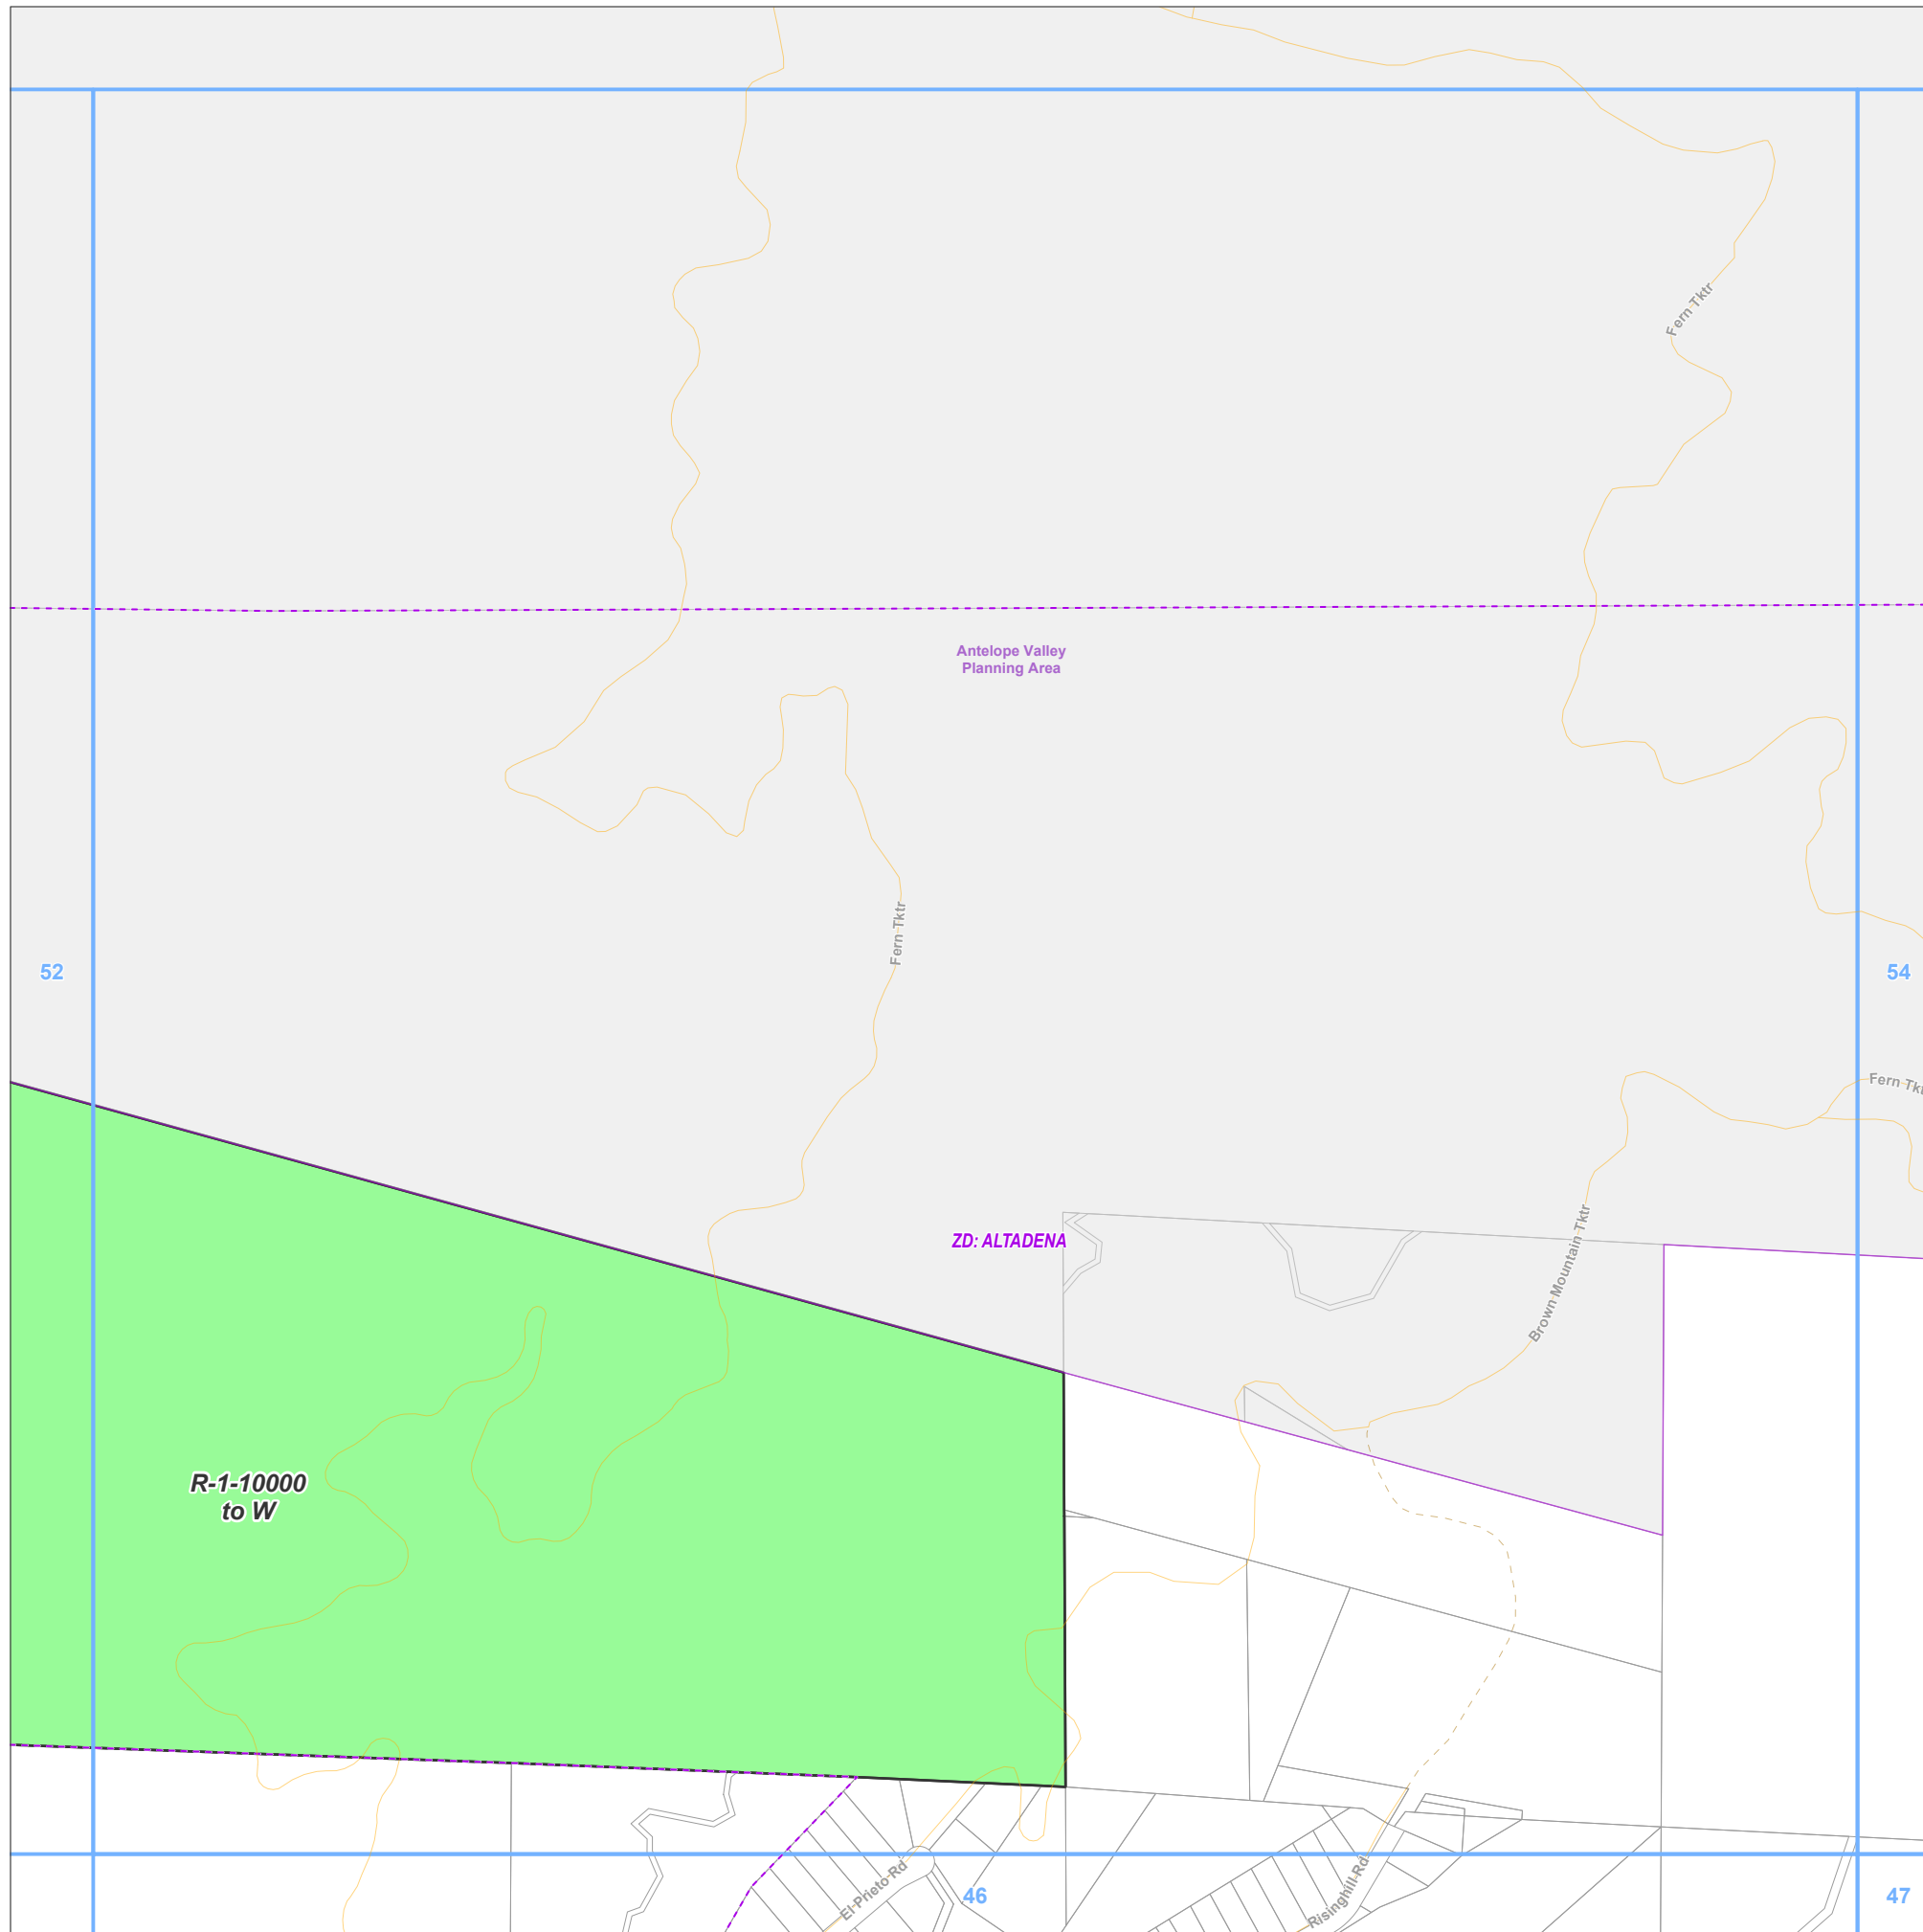 Fern Tktr
Antelope Valley
Planning Area
Fern Tktr
52
54
Fern Tkt
ZD: ALTADENA
Brown Mountain Tktr
R-1-10000
to W
El Prieto Rd
Risinghill Rd
46
47